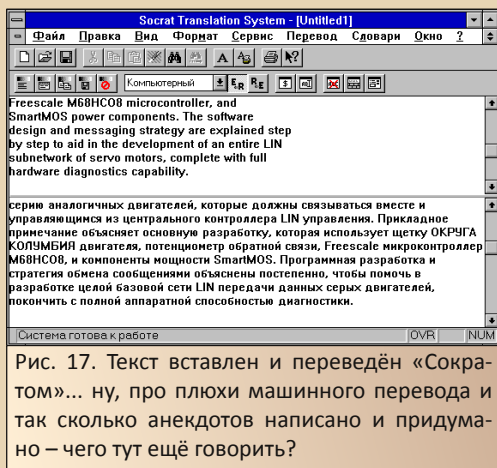 Socrat Translation System - [Untitled1]
Файл Правка Вид Формат Сервис Перевод Словари Окно ?
Компьютерный E R R E
Freescale M68HC08 microcontroller, and
SmartMOS power components. The software
design and messaging strategy are explained step
by step to aid in the development of an entire LIN
subnetwork of servo motors, complete with full
hardware diagnostics capability.
серию аналогичных двигателей, которые должны связываться вместе и
управляющимся из центрального контроллера LIN управления. Прикладное
примечание объясняет основную разработку, которая использует щетку ОКРУГА
КОЛУМБИЯ двигателя, потенциометр обратной связи, Freescale микроконтроллер
M68HC08, и компоненты мощности SmartMOS. Программная разработка и
стратегия обмена сообщениями объяснены постепенно, чтобы помочь в
разработке целой базовой сети LIN передачи данных серых двигателей,
покончить с полной аппаратной способностью диагностики.
Система готова к работе OVR NUM
Рис. 17. Текст вставлен и переведён «Сокра-
том»... ну, про плюхи машинного перевода и
так сколько анекдотов написано и придума-
но – чего тут ещё говорить?